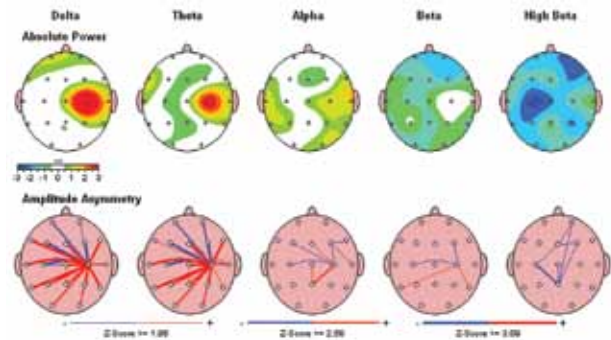 Delta Theta Alpha Beta High Beta
Absolute Power
-3 -2 -1 0 1 2 3
Amplitude Asymmetry
- + - + - +
Z-Score >= 1.96 Z-Score >= 2.58 Z-Score >= 3.09